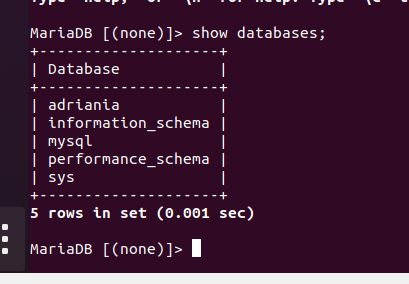 MariaDB [(none)]> show databases;
+--------------------+
| Database           |
+--------------------+
| adriania           |
| information_schema |
| mysql              |
| performance_schema |
| sys                |
+--------------------+
5 rows in set (0.001 sec)
MariaDB [(none)]>